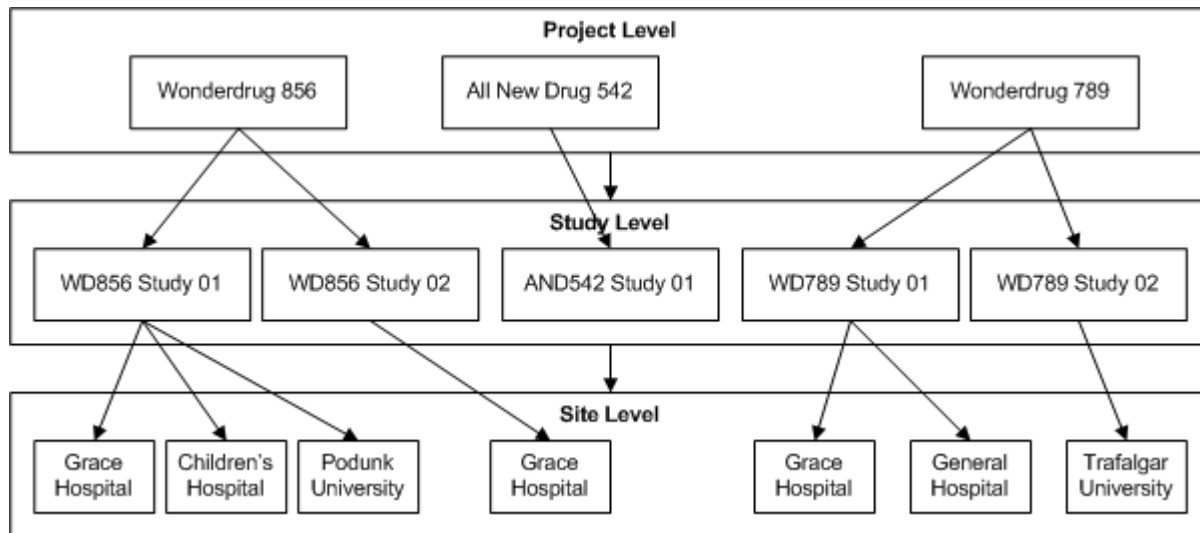 Project Level
Wonderdrug 856
All New Drug 542
Wonderdrug 789
Study Level
WD856 Study 01
WD856 Study 02
AND542 Study 01
WD789 Study 01
WD789 Study 02
Site Level
Grace
Hospital
Children's
Hospital
Podunk
University
Grace
Hospital
Grace
Hospital
General
Hospital
Trafalgar
University